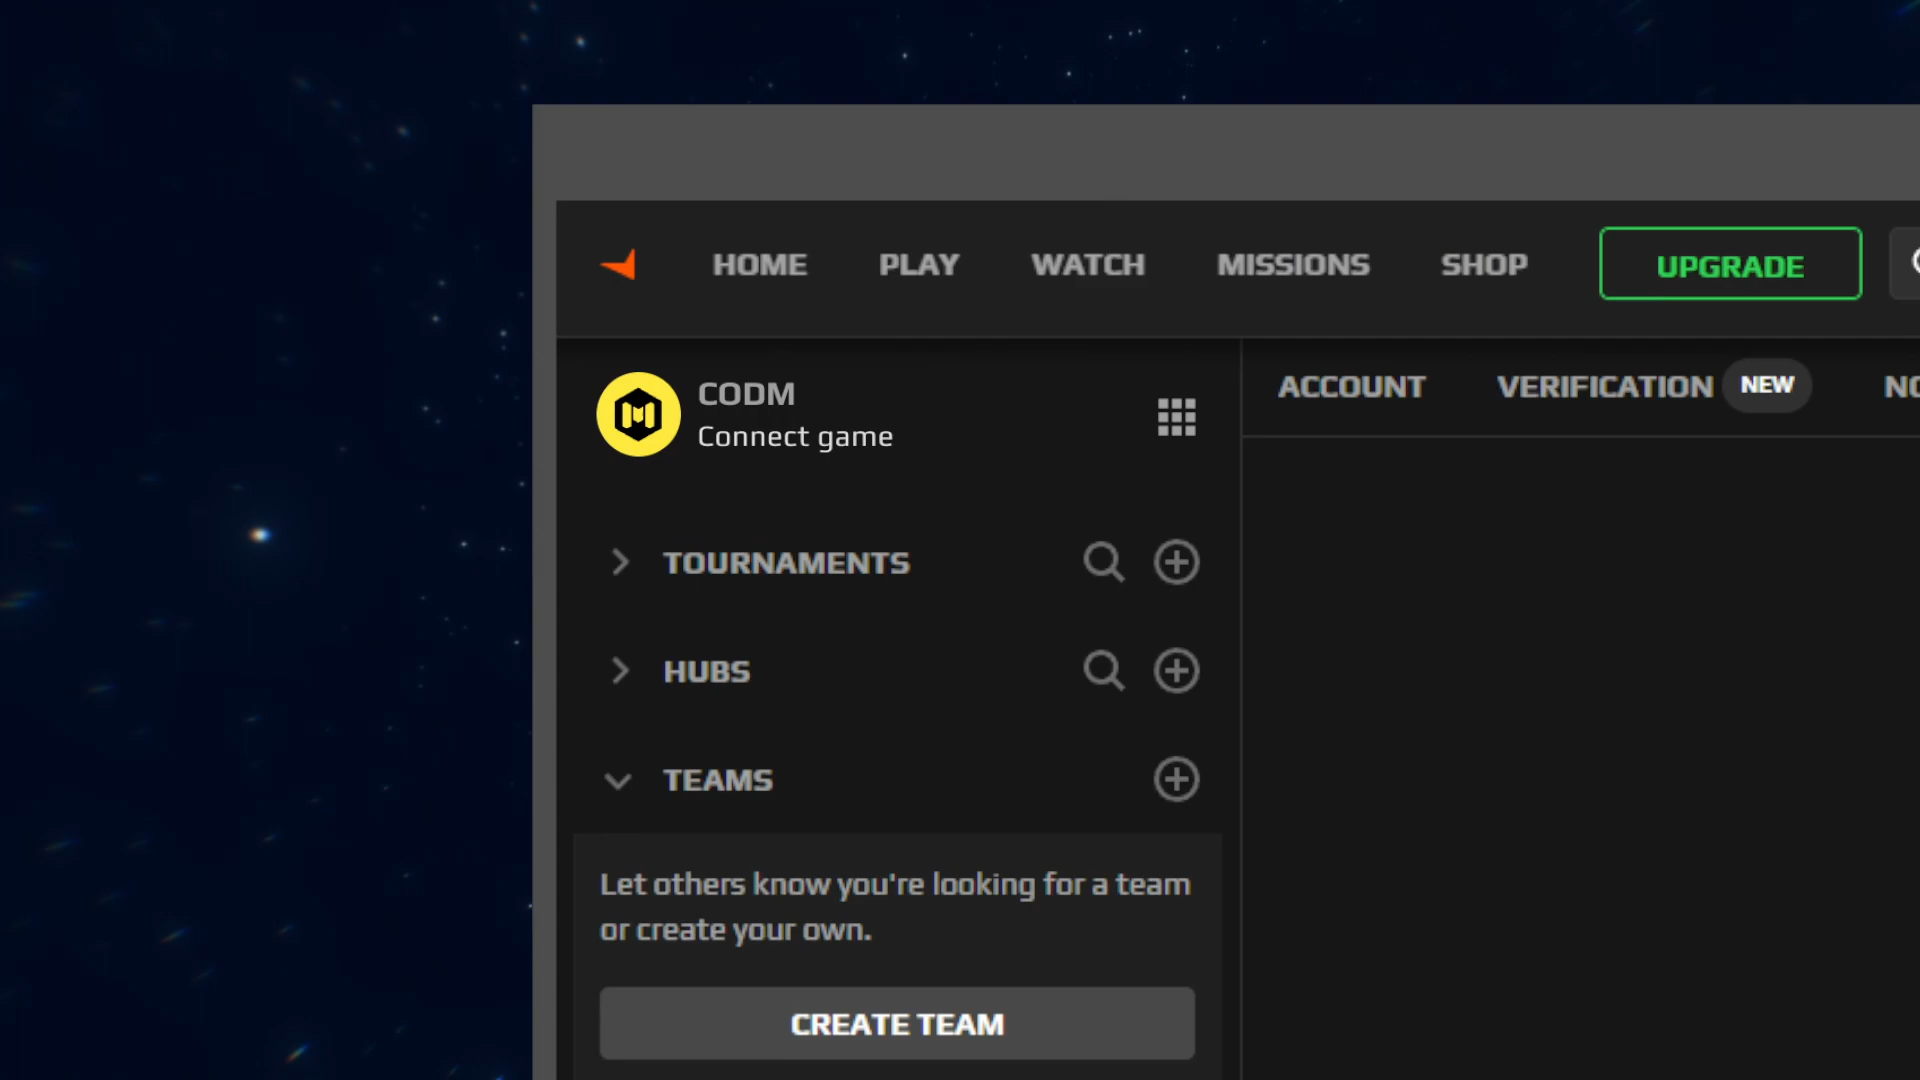 HOME PLAY WATCH MISSIONS SHOP UPGRADE
CODM
Connect game
ACCOUNT VERIFICATION NEW
TOURNAMENTS
HUBS
TEAMS
Let others know you're looking for a team
or create your own.
CREATE TEAM